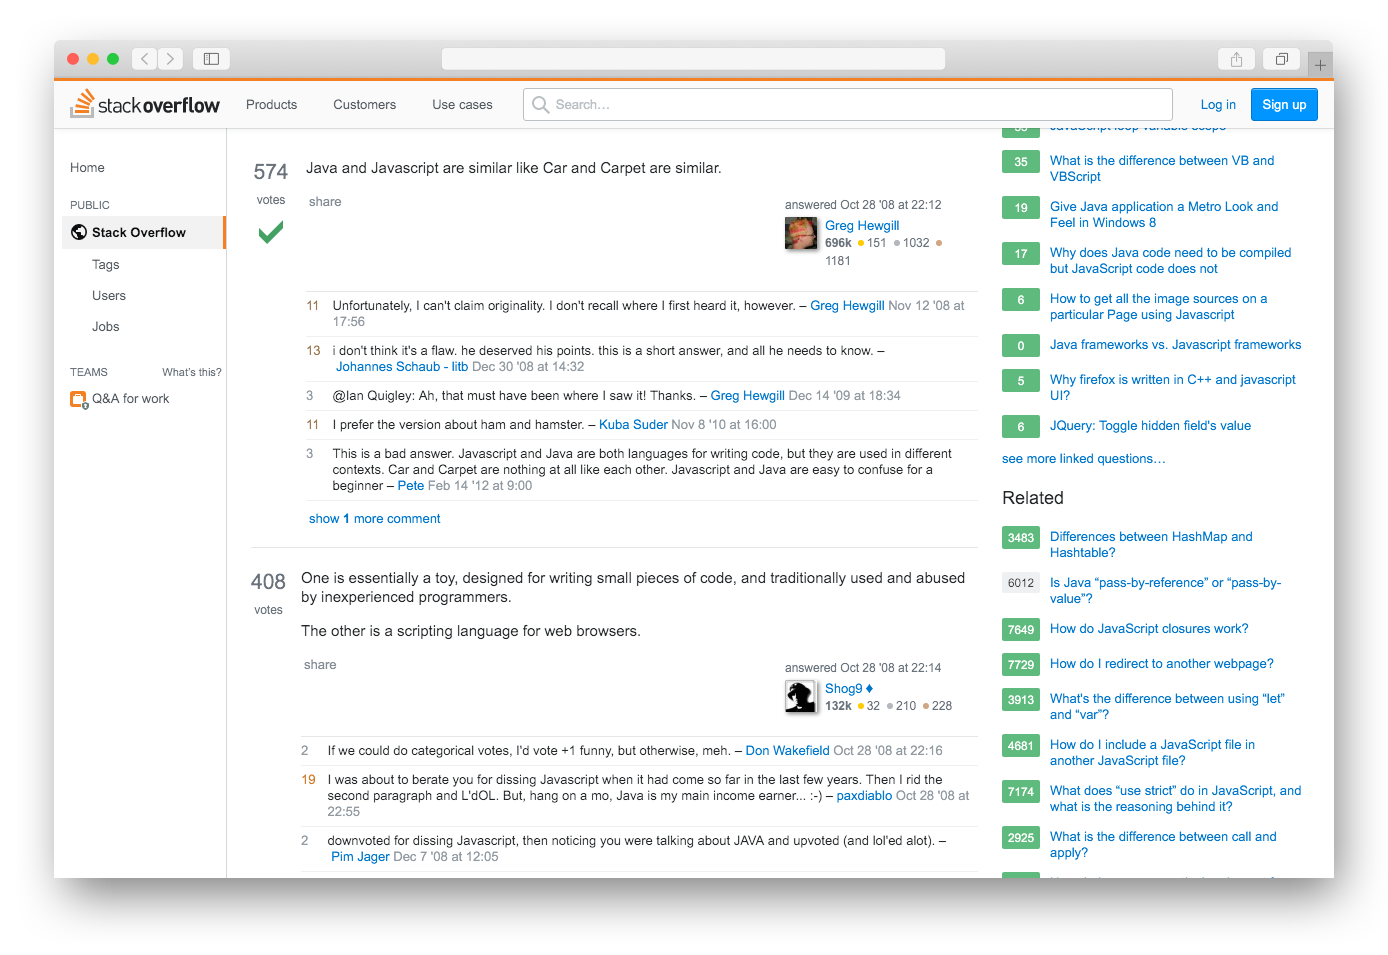 stackoverflow
Products
Customers
Use cases
Search...
Log in
Sign up
Home
PUBLIC
Stack Overflow
Tags
Users
Jobs
TEAMS
What's this?
Q&A for work
574
votes
Java and Javascript are similar like Car and Carpet are similar.
share
answered Oct 28 '08 at 22:12
Greg Hewgill
696k 151 1032
1181
11 Unfortunately, I can't claim originality. I don't recall where I first heard it, however. – Greg Hewgill Nov 12 '08 at
17:56
13 i don't think it's a flaw. he deserved his points. this is a short answer, and all he needs to know. –
Johannes Schaub - litb Dec 30 '08 at 14:32
3 @Ian Quigley: Ah, that must have been where I saw it! Thanks. – Greg Hewgill Dec 14 '09 at 18:34
11 I prefer the version about ham and hamster. – Kuba Suder Nov 8 '10 at 16:00
3 This is a bad answer. Javascript and Java are both languages for writing code, but they are used in different
contexts. Car and Carpet are nothing at all like each other. Javascript and Java are easy to confuse for a
beginner – Pete Feb 14 '12 at 9:00
show 1 more comment
408
votes
One is essentially a toy, designed for writing small pieces of code, and traditionally used and abused
by inexperienced programmers.
The other is a scripting language for web browsers.
share
answered Oct 28 '08 at 22:14
Shog9 ♦
132k 32 210 228
2 If we could do categorical votes, I'd vote +1 funny, but otherwise, meh. – Don Wakefield Oct 28 '08 at 22:16
19 I was about to berate you for dissing Javascript when it had come so far in the last few years. Then I rid the
second paragraph and L'dOL. But, hang on a mo, Java is my main income earner... :-) – paxdiablo Oct 28 '08 at
22:55
2 downvoted for dissing Javascript, then noticing you were talking about JAVA and upvoted (and lol'ed alot). –
Pim Jager Dec 7 '08 at 12:05
JavaScript loop variable scope
35 What is the difference between VB and
VBScript
19 Give Java application a Metro Look and
Feel in Windows 8
17 Why does Java code need to be compiled
but JavaScript code does not
6 How to get all the image sources on a
particular Page using Javascript
0 Java frameworks vs. Javascript frameworks
5 Why firefox is written in C++ and javascript
UI?
6 JQuery: Toggle hidden field's value
see more linked questions…
Related
3483 Differences between HashMap and
Hashtable?
6012 Is Java “pass-by-reference” or “pass-by-
value”?
7649 How do JavaScript closures work?
7729 How do I redirect to another webpage?
3913 What's the difference between using “let”
and “var”?
4681 How do I include a JavaScript file in
another JavaScript file?
7174 What does “use strict” do in JavaScript, and
what is the reasoning behind it?
2925 What is the difference between call and
apply?